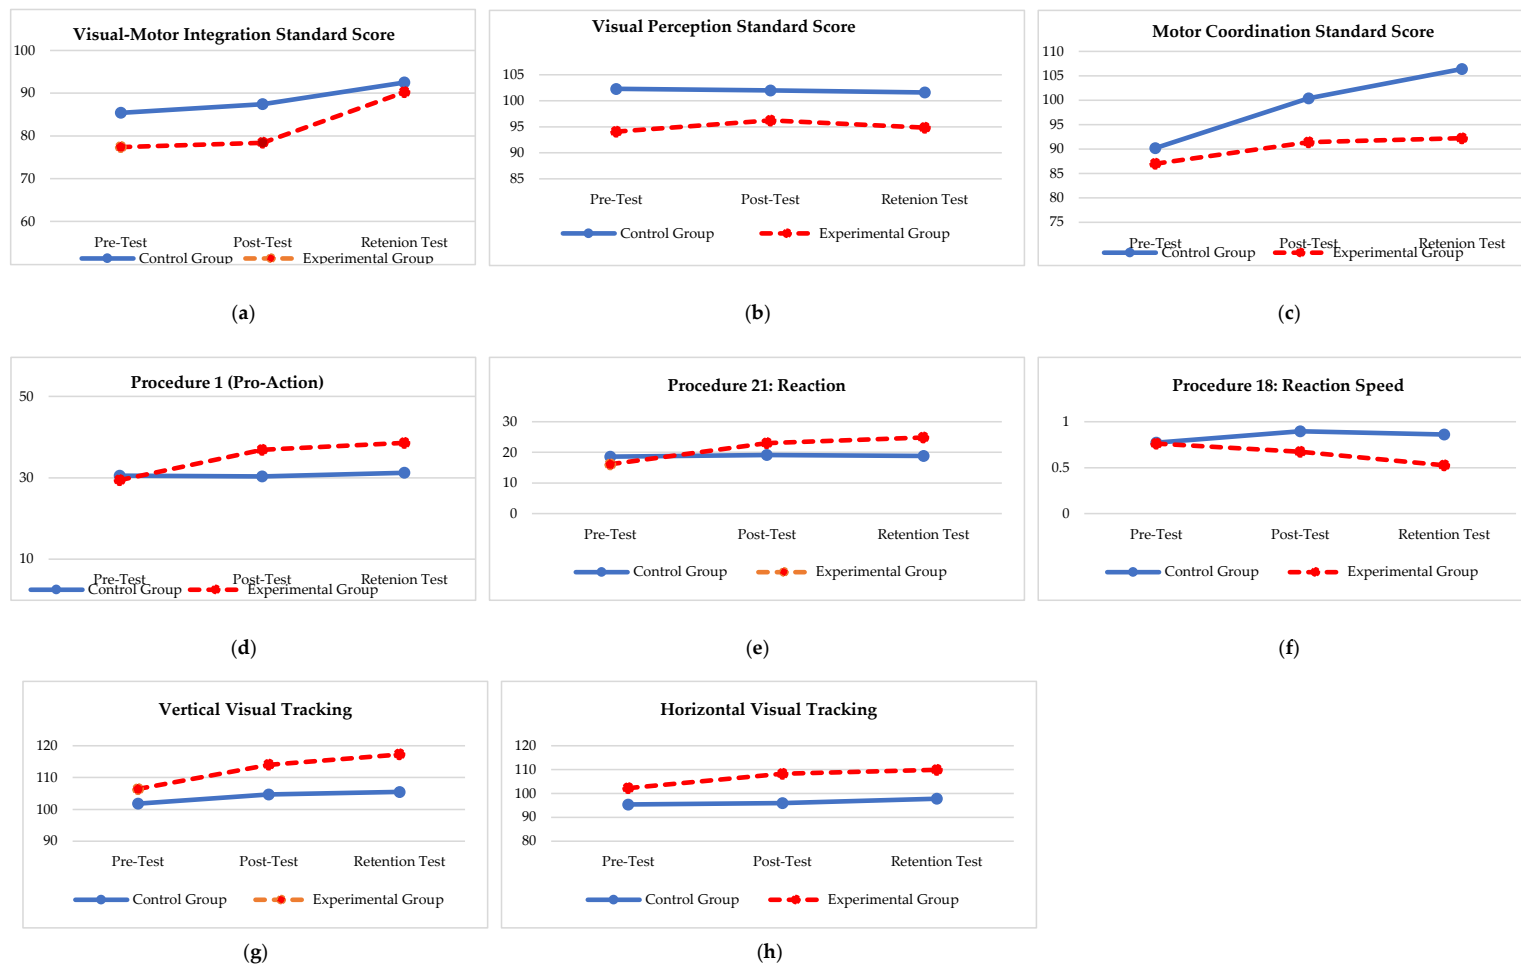 Visual-Motor Integration Standard Score
100
90
80
70
60
Pre-Test Post-Test Retenion Test
Control Group Experimental Group
(a)
Visual Perception Standard Score
105
100
95
90
85
Pre-Test Post-Test Retenion Test
Control Group Experimental Group
(b)
Motor Coordination Standard Score
110
105
100
95
90
85
80
75
Pre-Test Post-Test Retenion Test
Control Group Experimental Group
(c)
Procedure 1 (Pro-Action)
50
30
10
Pre-Test Post-Test Retenion Test
Control Group Experimental Group
(d)
Procedure 21: Reaction
30
20
10
0
Pre-Test Post-Test Retention Test
Control Group Experimental Group
(e)
Procedure 18: Reaction Speed
1
0.5
0
Pre-Test Post-Test Retention Test
Control Group Experimental Group
(f)
Vertical Visual Tracking
120
110
100
90
Pre-Test Post-Test Retention Test
Control Group Experimental Group
(g)
Horizontal Visual Tracking
120
110
100
90
80
Pre-Test Post-Test Retention Test
Control Group Experimental Group
(h)